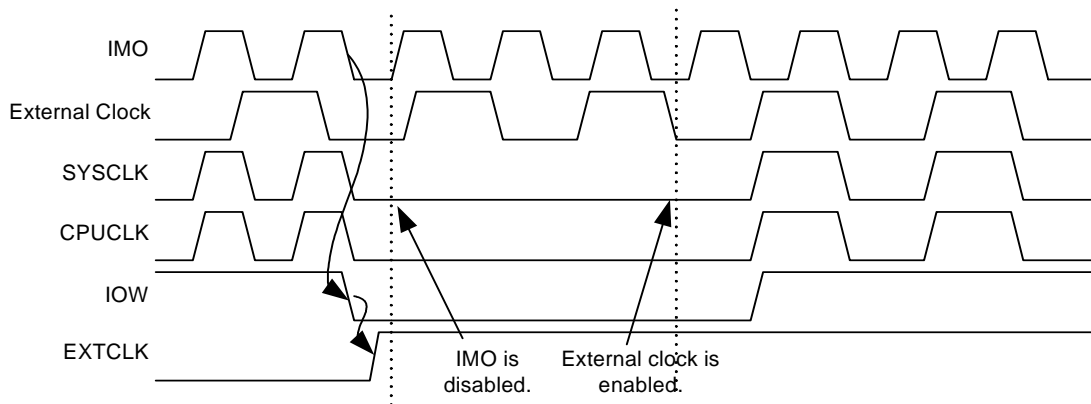 IMO
External Clock
SYSCLK
CPUCLK
IOW
EXTCLK
IMO is
disabled.
External clock is
enabled.